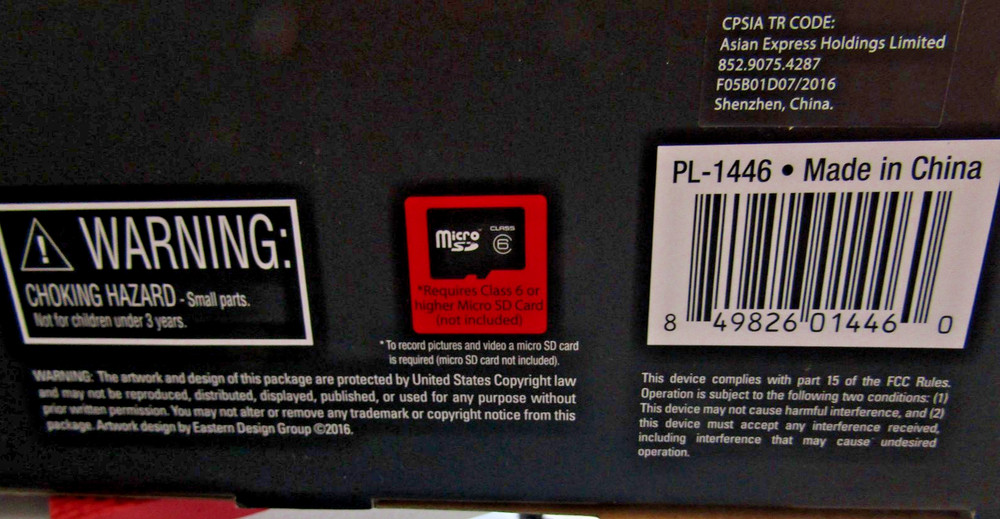 CPSIA TR CODE:
Asian Express Holdings Limited
852.9075.4287
F05B01D07/2016
Shenzhen, China.
PL-1446 • Made in China
8 49826 01446 0
WARNING:
CHOKING HAZARD - Small parts.
Not for children under 3 years.
Micro SD™ CLASS 6
*Requires Class 6 or
higher Micro SD Card
(not included)
* To record pictures and video a micro SD card
is required (micro SD card not included).
WARNING: The artwork and design of this package are protected by United States Copyright law
and may not be reproduced, distributed, displayed, published, or used for any purpose without
prior written permission. You may not alter or remove any trademark or copyright notice from this
package. Artwork design by Eastern Design Group ©2016.
This device complies with part 15 of the FCC Rules.
Operation is subject to the following two conditions: (1)
This device may not cause harmful interference, and (2)
this device must accept any interference received,
including interference that may cause undesired
operation.